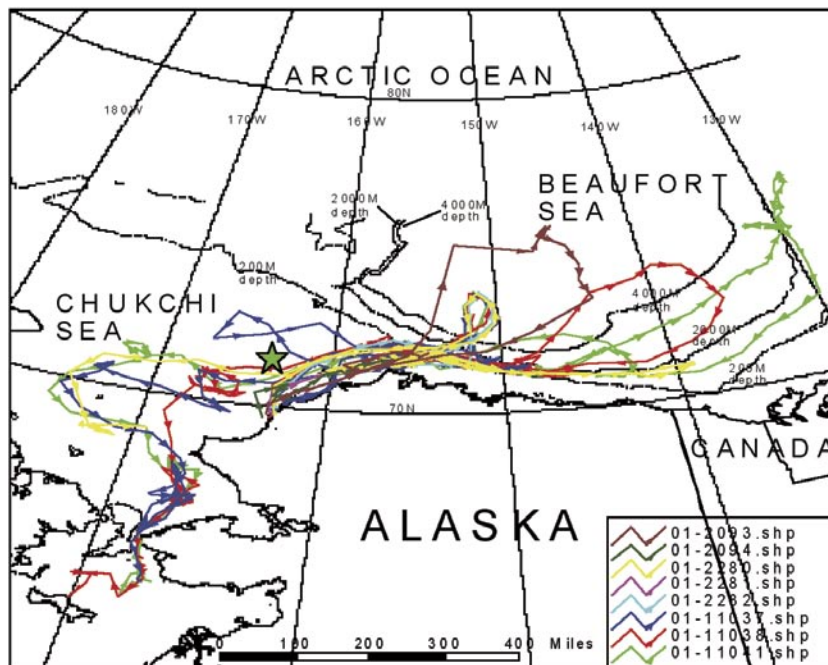 ARCTIC OCEAN
180W
170W
160W
80N
150W
140W
130W
BEAUFORT
SEA
2000M
depth
4000M
depth
200M
depth
CHUKCHI
SEA
4000M
depth
2000M
depth
200M
depth
70N
CANADA
ALASKA
01-2093.shp
01-2094.shp
01-2280.shp
01-2281.shp
01-2282.shp
01-11037.shp
01-11038.shp
01-11041.shp
0 100 200 300 400 Miles